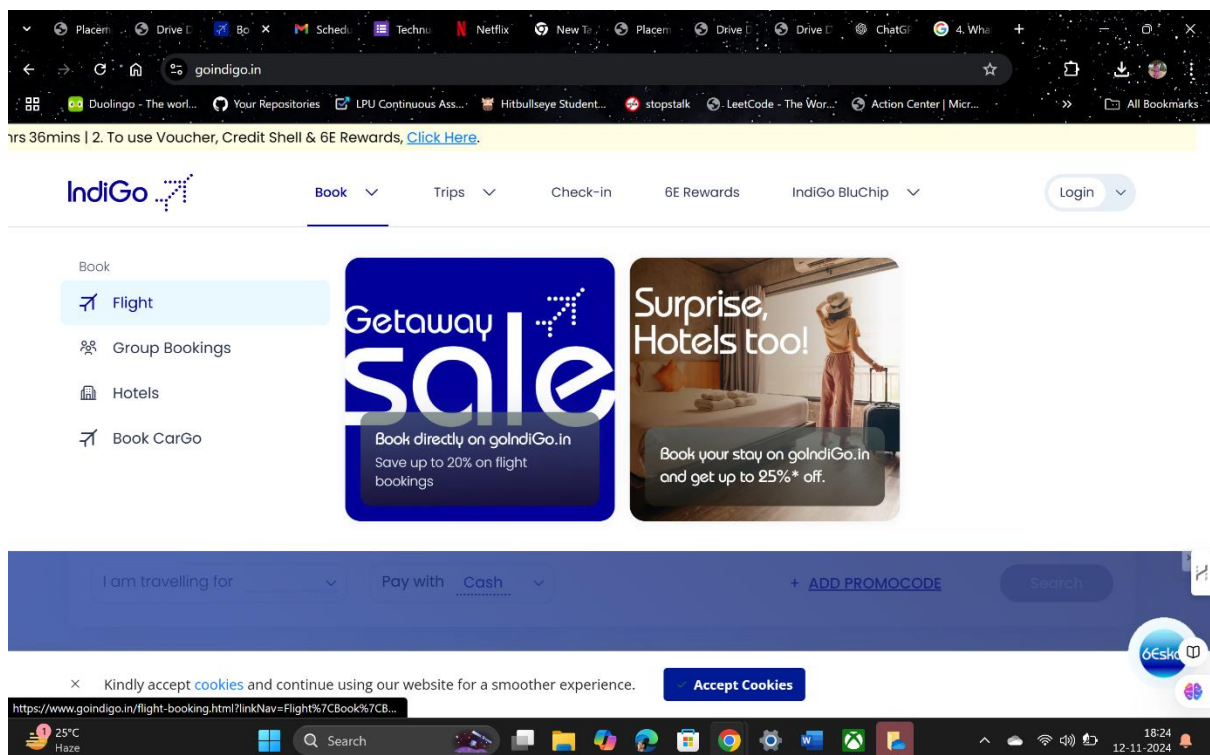 Placem
Drive D
Bo
Schedu
Technu
Netflix
New Ta
Placem
Drive D
Drive D
ChatGF
4. Wha
goindigo.in
Duolingo - The worl...
Your Repositories
LPU Continuous Ass...
Hitbullseye Student...
stopstalk
LeetCode - The Wor...
Action Center | Micr...
All Bookmarks
hrs 36mins | 2. To use Voucher, Credit Shell & 6E Rewards, Click Here.
IndiGo
Book
Trips
Check-in
6E Rewards
IndiGo BluChip
Login
Book
Flight
Group Bookings
Hotels
Book CarGo
Getaway
sale
Book directly on goIndiGo.in
Save up to 20% on flight
bookings
Surprise,
Hotels too!
Book your stay on goIndiGo.in
and get up to 25%* off.
I am travelling for
Pay with Cash
+ ADD PROMOCODE
Search
6Eska
Kindly accept cookies and continue using our website for a smoother experience.
Accept Cookies
https://www.goindigo.in/flight-booking.html?linkNav=Flight%7CBook%7CB...
1
25°C
Haze
Search
18:24
12-11-2024